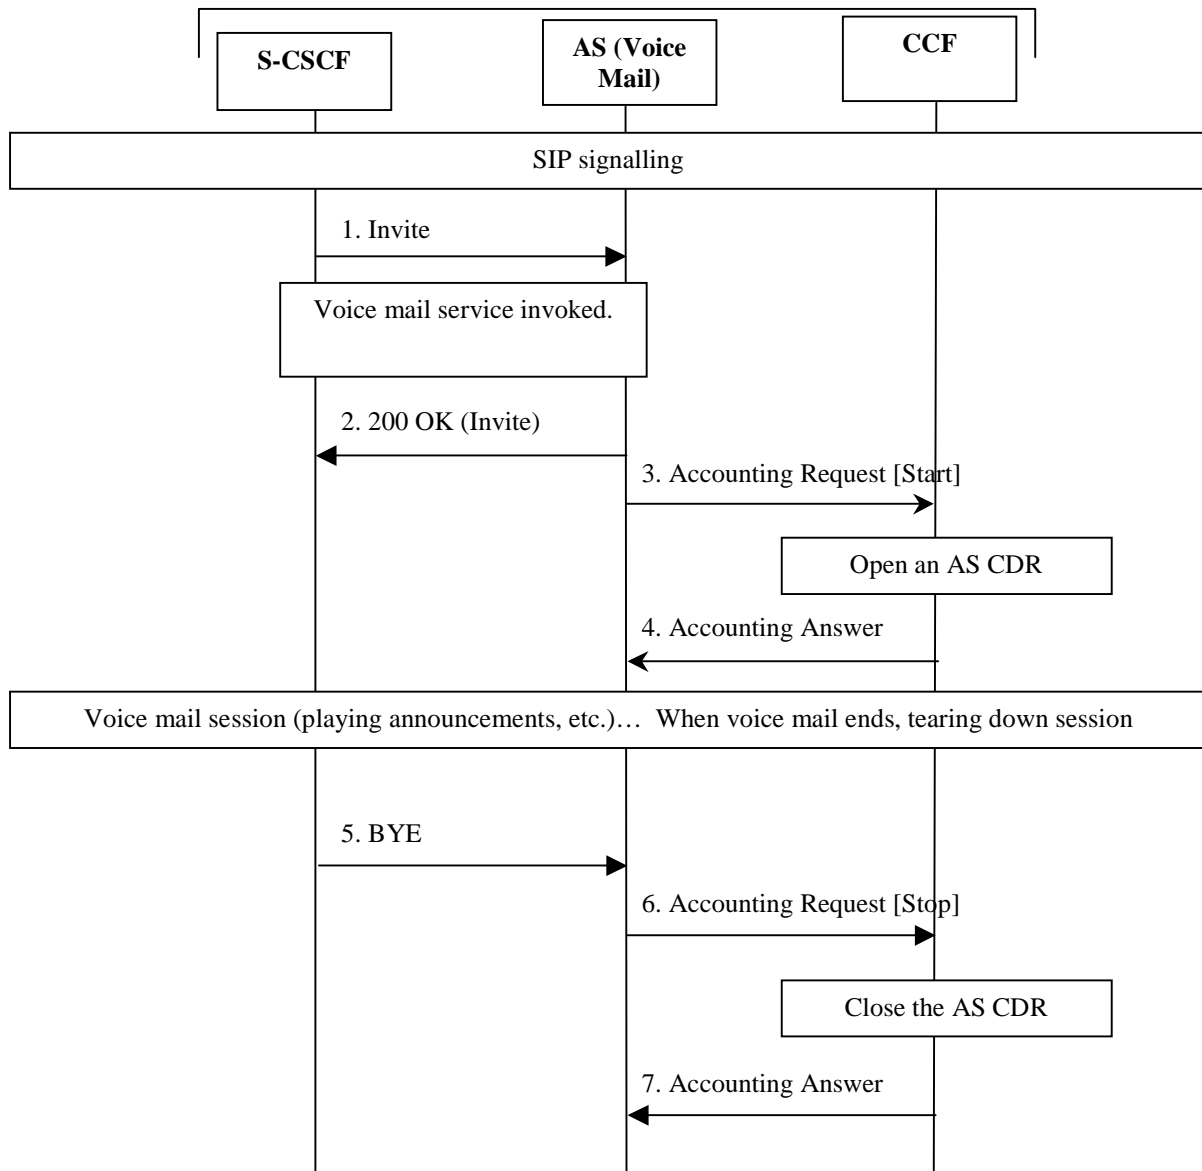 S-CSCF
AS (Voice
Mail)
CCF
SIP signalling
1. Invite
Voice mail service invoked.
2. 200 OK (Invite)
3. Accounting Request [Start]
Open an AS CDR
4. Accounting Answer
Voice mail session (playing announcements, etc.)… When voice mail ends, tearing down session
5. BYE
6. Accounting Request [Stop]
Close the AS CDR
7. Accounting Answer